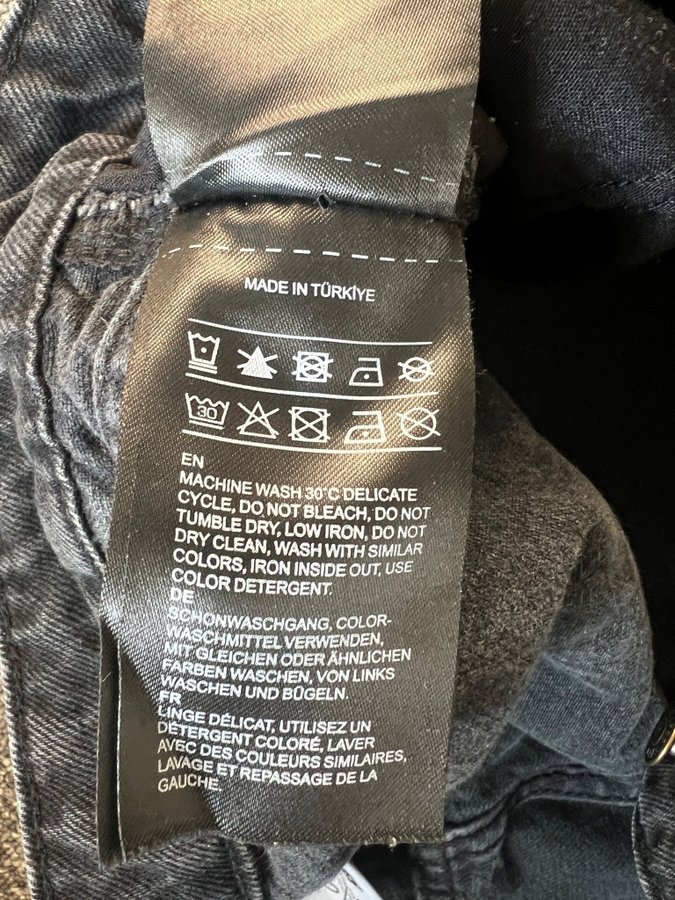 MADE IN TÜRKİYE
30
EN
MACHINE WASH 30°C DELICATE
CYCLE, DO NOT BLEACH, DO NOT
TUMBLE DRY, LOW IRON, DO NOT
DRY CLEAN, WASH WITH SIMILAR
COLORS, IRON INSIDE OUT, USE
COLOR DETERGENT.
DE
SCHONWASCHGANG, COLOR-
WASCHMITTEL VERWENDEN,
MIT GLEICHEN ODER ÄHNLICHEN
FARBEN WASCHEN, VON LINKS
WASCHEN UND BÜGELN.
FR
LINGE DÉLICAT, UTILISEZ UN
DÉTERGENT COLORÉ, LAVER
AVEC DES COULEURS SIMILAIRES,
LAVAGE ET REPASSAGE DE LA
GAUCHE.